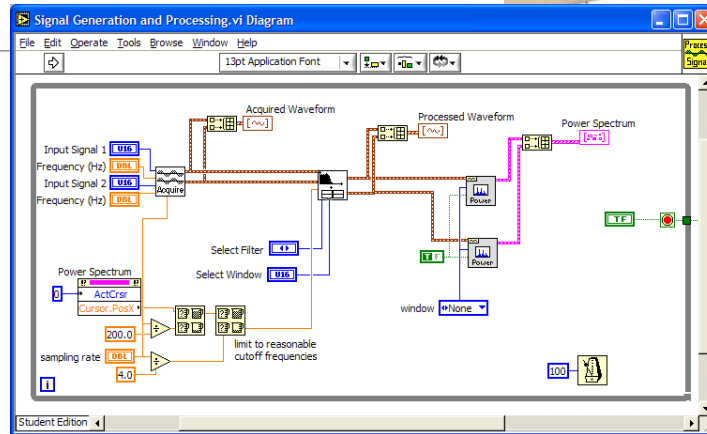 Signal Generation and Processing.vi Diagram
File Edit Operate Tools Browse Window Help
13pt Application Font
Acquired Waveform
Processed Waveform
Power Spectrum
Input Signal 1 U16
Frequency (Hz) DBL
Input Signal 2 U16
Frequency (Hz) DBL
Acquire
Power
Power
TF
Select Filter
Select Window U16
T F
Power Spectrum
0 ActCrsr
Cursor.PosX
window None
200.0
limit to reasonable
cutoff frequencies
sampling rate DBL
4.0
100
i
Student Edition